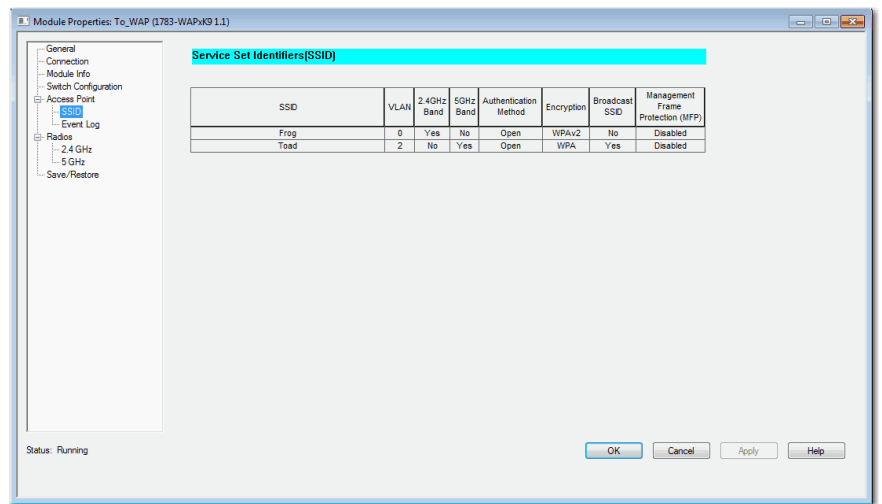 Module Properties: To_WAP (1783-WAPxK9 1.1)
General
Connection
Module Info
Switch Configuration
Access Point
SSID
Event Log
Radios
2.4 GHz
5 GHz
Save/Restore
Service Set Identifiers(SSID)
SSID VLAN 2.4GHz Band 5GHz Band Authentication Method Encryption Broadcast SSID Management Frame Protection (MFP)
Frog 0 Yes No Open WPAv2 No Disabled
Toad 2 No Yes Open WPA Yes Disabled
Status: Running
OK Cancel Apply Help